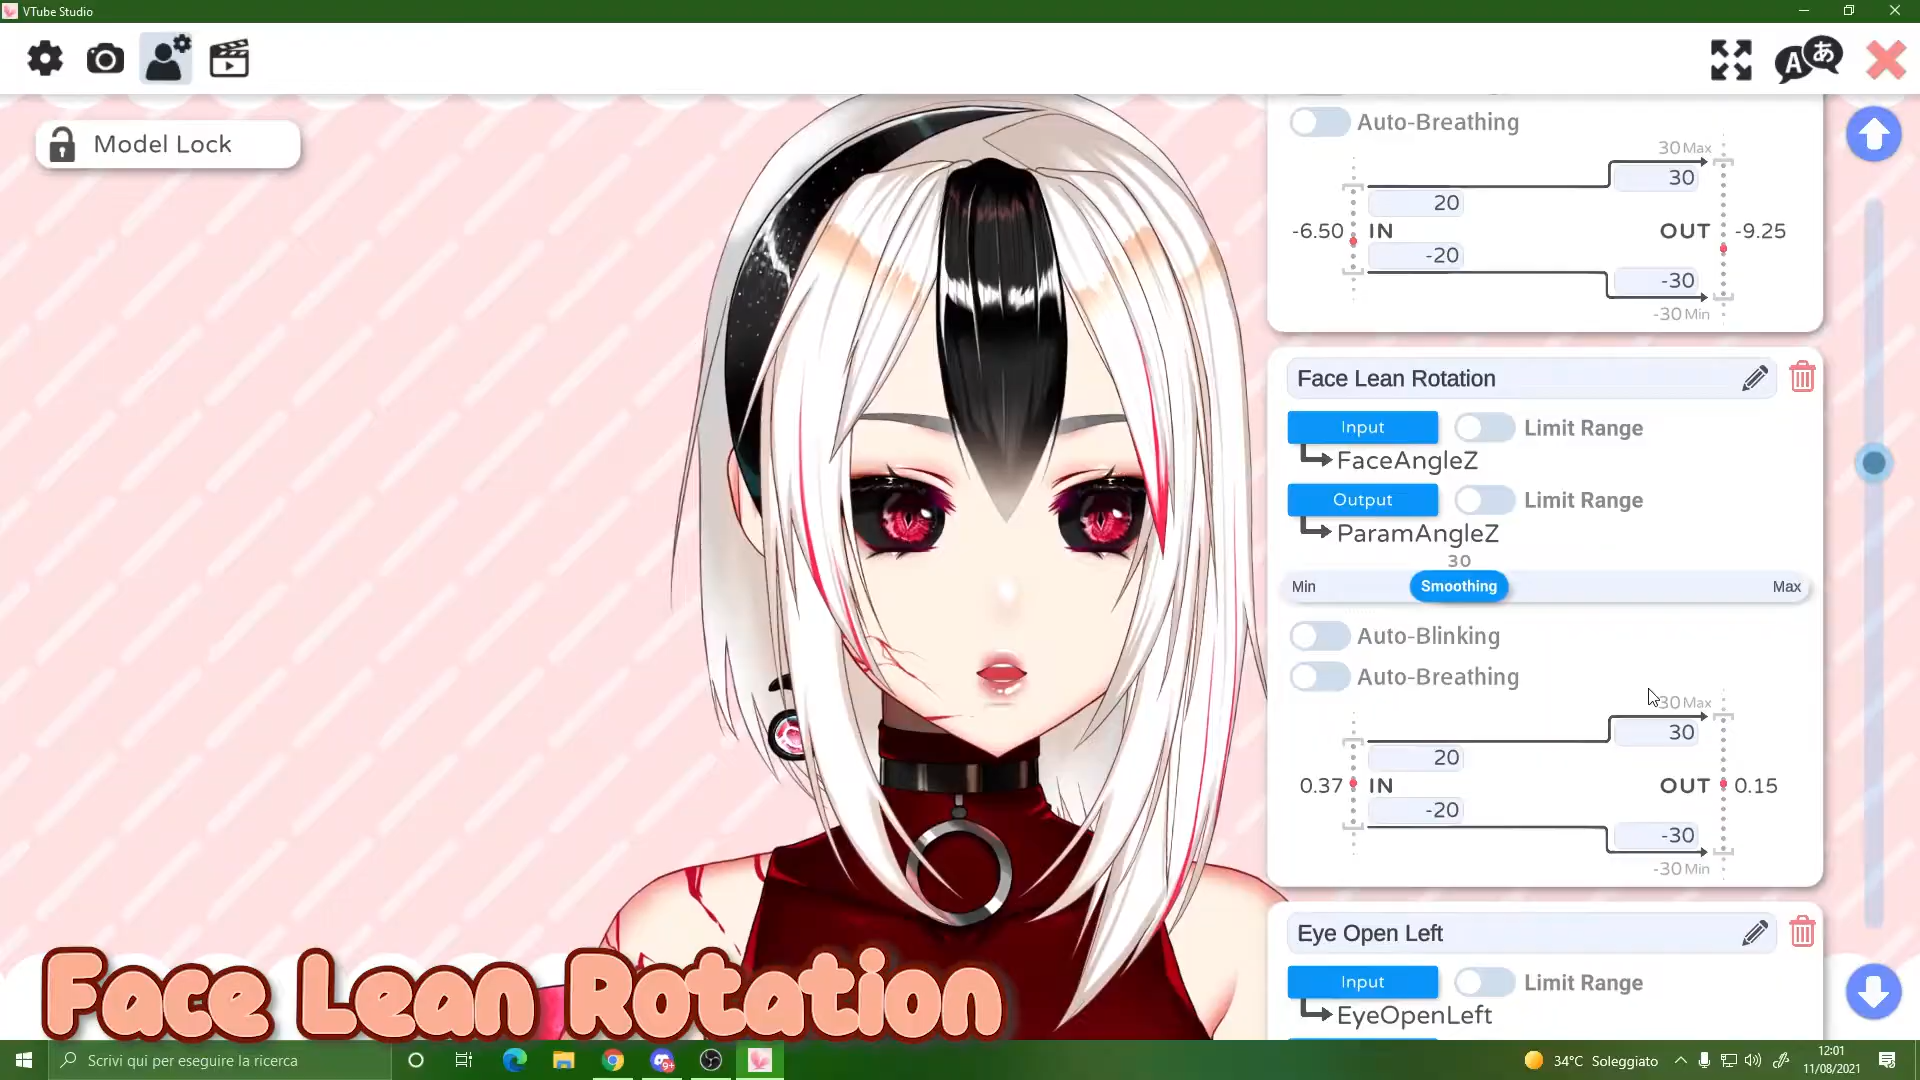 VTube Studio
Model Lock
Auto-Breathing
30 Max
30
20
-6.50 IN OUT -9.25
-20
-30
-30 Min
Face Lean Rotation
Input Limit Range
FaceAngleZ
Output Limit Range
ParamAngleZ
30
Min Smoothing Max
Auto-Blinking
Auto-Breathing
30 Max
30
20
0.37 IN OUT 0.15
-20
-30
-30 Min
Eye Open Left
Input Limit Range
EyeOpenLeft
Face Lean Rotation
Scrivi qui per eseguire la ricerca
9+
34°C Soleggiato
12:01
11/08/2021
A あ